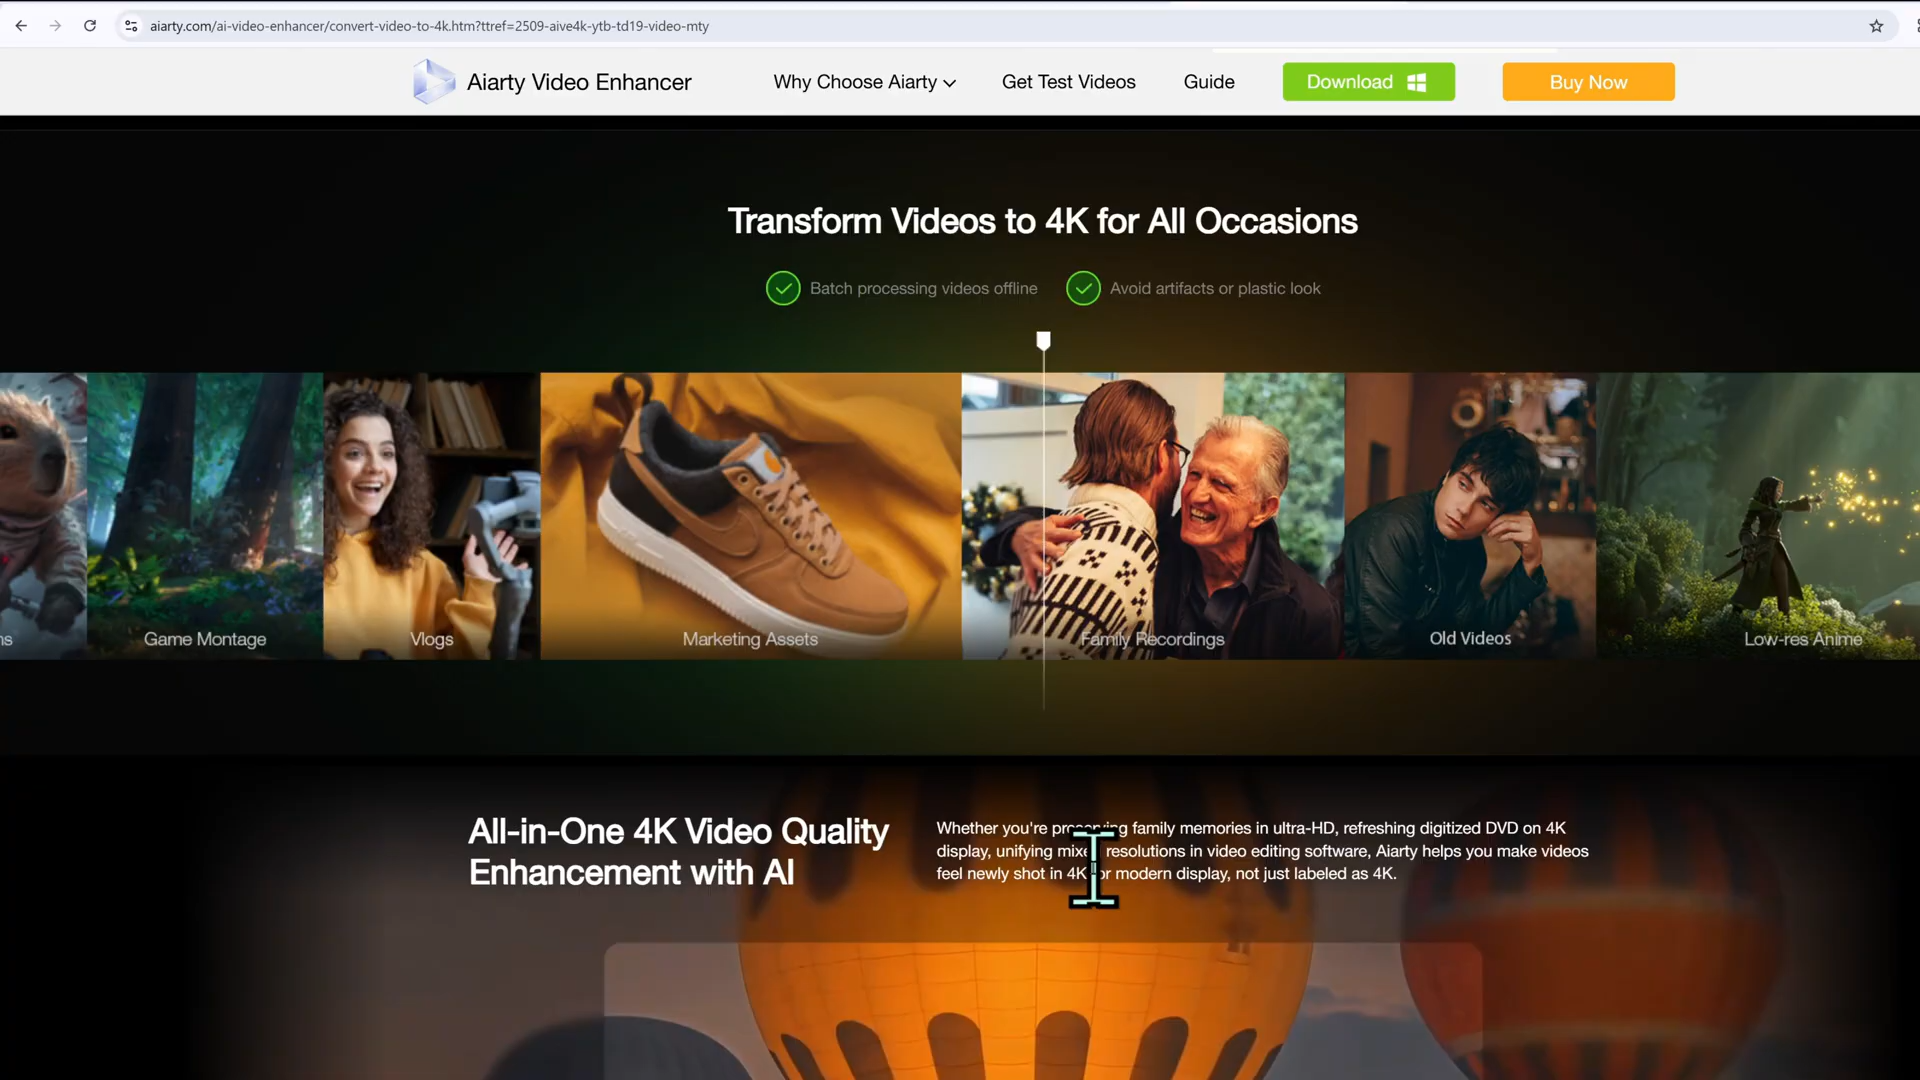 aiarty.com/ai-video-enhancer/convert-video-to-4k.htm?ttref=2509-aive4k-ytb-td19-video-mty
Aiarty Video Enhancer
Why Choose Aiarty
Get Test Videos
Guide
Download
Buy Now
Transform Videos to 4K for All Occasions
Batch processing videos offline
Avoid artifacts or plastic look
Game Montage
Vlogs
Marketing Assets
Family Recordings
Old Videos
Low-res Anime
All-in-One 4K Video Quality
Enhancement with AI
Whether you're preserving family memories in ultra-HD, refreshing digitized DVD on 4K
display, unifying mixed resolutions in video editing software, Aiarty helps you make videos
feel newly shot in 4K for modern display, not just labeled as 4K.